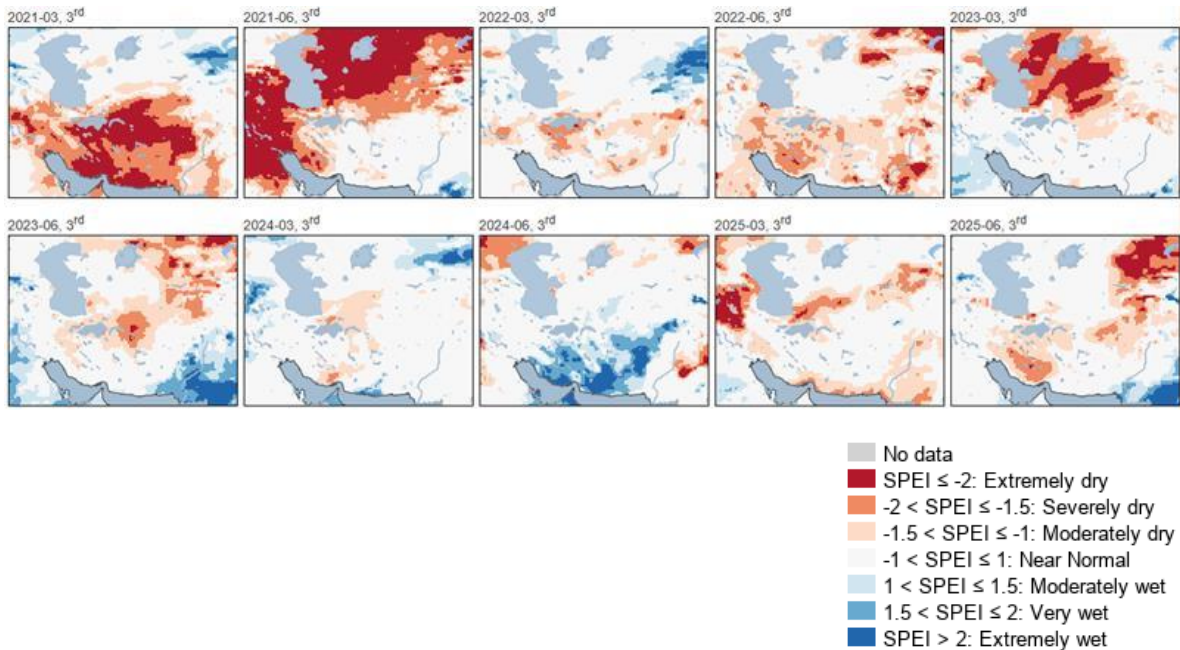 2021-03, 3rd
2021-06, 3rd
2022-03, 3rd
2022-06, 3rd
2023-03, 3rd
2023-06, 3rd
2024-03, 3rd
2024-06, 3rd
2025-03, 3rd
2025-06, 3rd
No data
SPEI ≤ -2: Extremely dry
-2 < SPEI ≤ -1.5: Severely dry
-1.5 < SPEI ≤ -1: Moderately dry
-1 < SPEI ≤ 1: Near Normal
1 < SPEI ≤ 1.5: Moderately wet
1.5 < SPEI ≤ 2: Very wet
SPEI > 2: Extremely wet